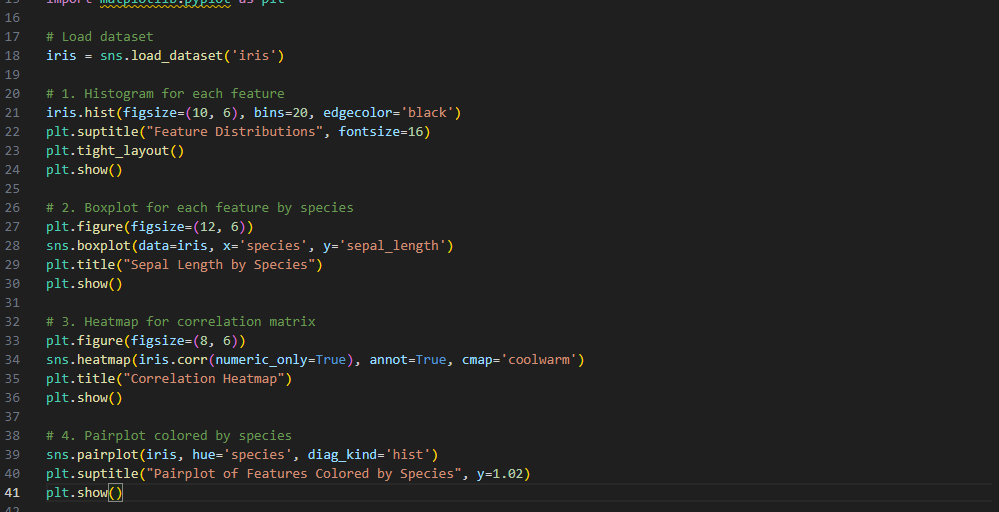 15 import matplotlib.pyplot as plt
16
17 # Load dataset
18 iris = sns.load_dataset('iris')
19
20 # 1. Histogram for each feature
21 iris.hist(figsize=(10, 6), bins=20, edgecolor='black')
22 plt.suptitle("Feature Distributions", fontsize=16)
23 plt.tight_layout()
24 plt.show()
25
26 # 2. Boxplot for each feature by species
27 plt.figure(figsize=(12, 6))
28 sns.boxplot(data=iris, x='species', y='sepal_length')
29 plt.title("Sepal Length by Species")
30 plt.show()
31
32 # 3. Heatmap for correlation matrix
33 plt.figure(figsize=(8, 6))
34 sns.heatmap(iris.corr(numeric_only=True), annot=True, cmap='coolwarm')
35 plt.title("Correlation Heatmap")
36 plt.show()
37
38 # 4. Pairplot colored by species
39 sns.pairplot(iris, hue='species', diag_kind='hist')
40 plt.suptitle("Pairplot of Features Colored by Species", y=1.02)
41 plt.show()
42